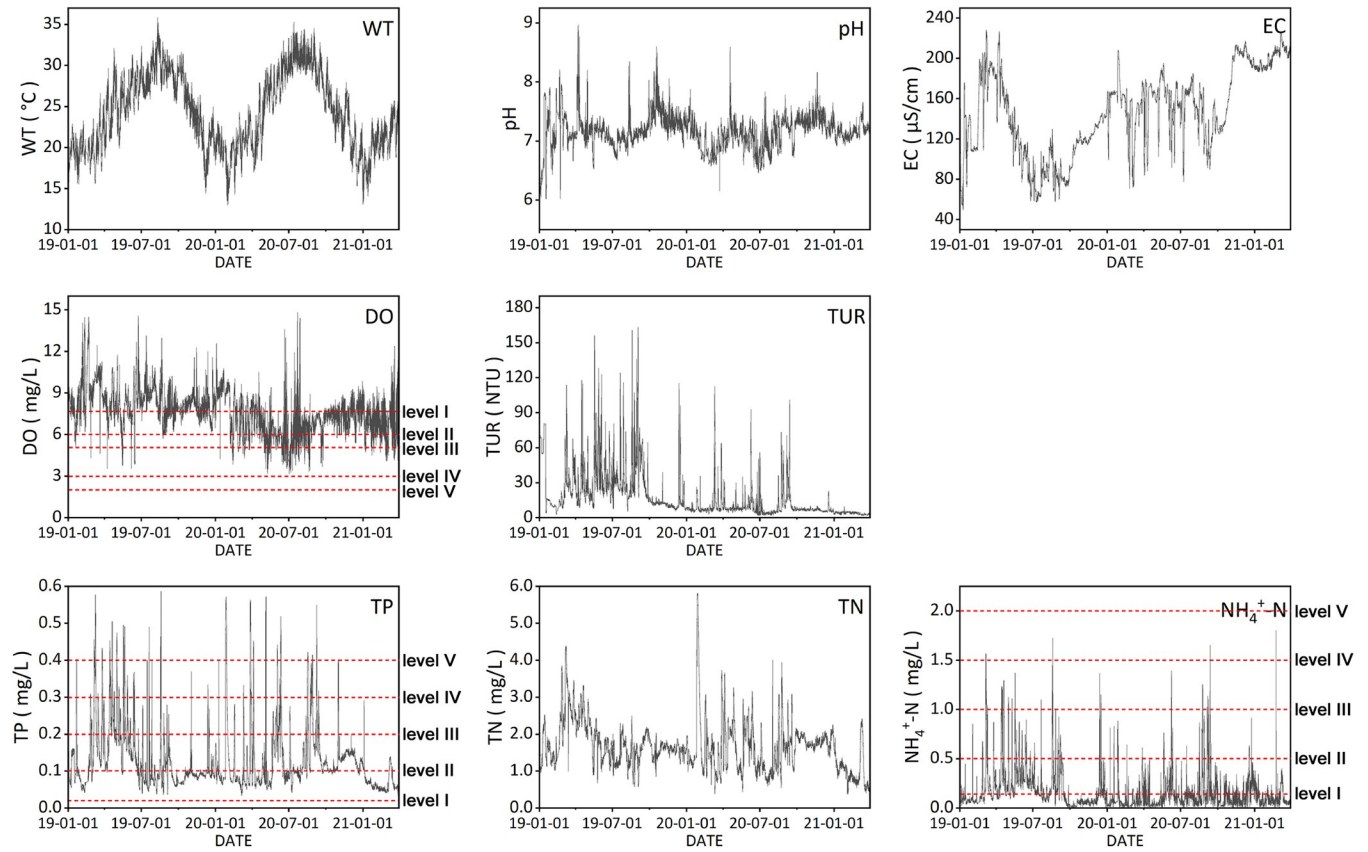 WT
WT ( °C )
35
30
25
20
15
10
19-01-01 19-07-01 20-01-01 20-07-01 21-01-01
DATE
pH
pH
9
8
7
6
19-01-01 19-07-01 20-01-01 20-07-01 21-01-01
DATE
EC
EC ( µS/cm )
240
200
160
120
80
40
19-01-01 19-07-01 20-01-01 20-07-01 21-01-01
DATE
DO
DO ( mg/L )
15
12
9
6
3
0
level I
level II
level III
level IV
level V
19-01-01 19-07-01 20-01-01 20-07-01 21-01-01
DATE
TUR
TUR ( NTU )
180
150
120
90
60
30
0
19-01-01 19-07-01 20-01-01 20-07-01 21-01-01
DATE
TP
TP ( mg/L )
0.6
0.5
0.4
0.3
0.2
0.1
0.0
level V
level IV
level III
level II
level I
19-01-01 19-07-01 20-01-01 20-07-01 21-01-01
DATE
TN
TN ( mg/L )
6.0
5.0
4.0
3.0
2.0
1.0
0.0
19-01-01 19-07-01 20-01-01 20-07-01 21-01-01
DATE
NH₄⁺-N
NH₄⁺-N ( mg/L )
2.0
1.5
1.0
0.5
0.0
level V
level IV
level III
level II
level I
19-01-01 19-07-01 20-01-01 20-07-01 21-01-01
DATE